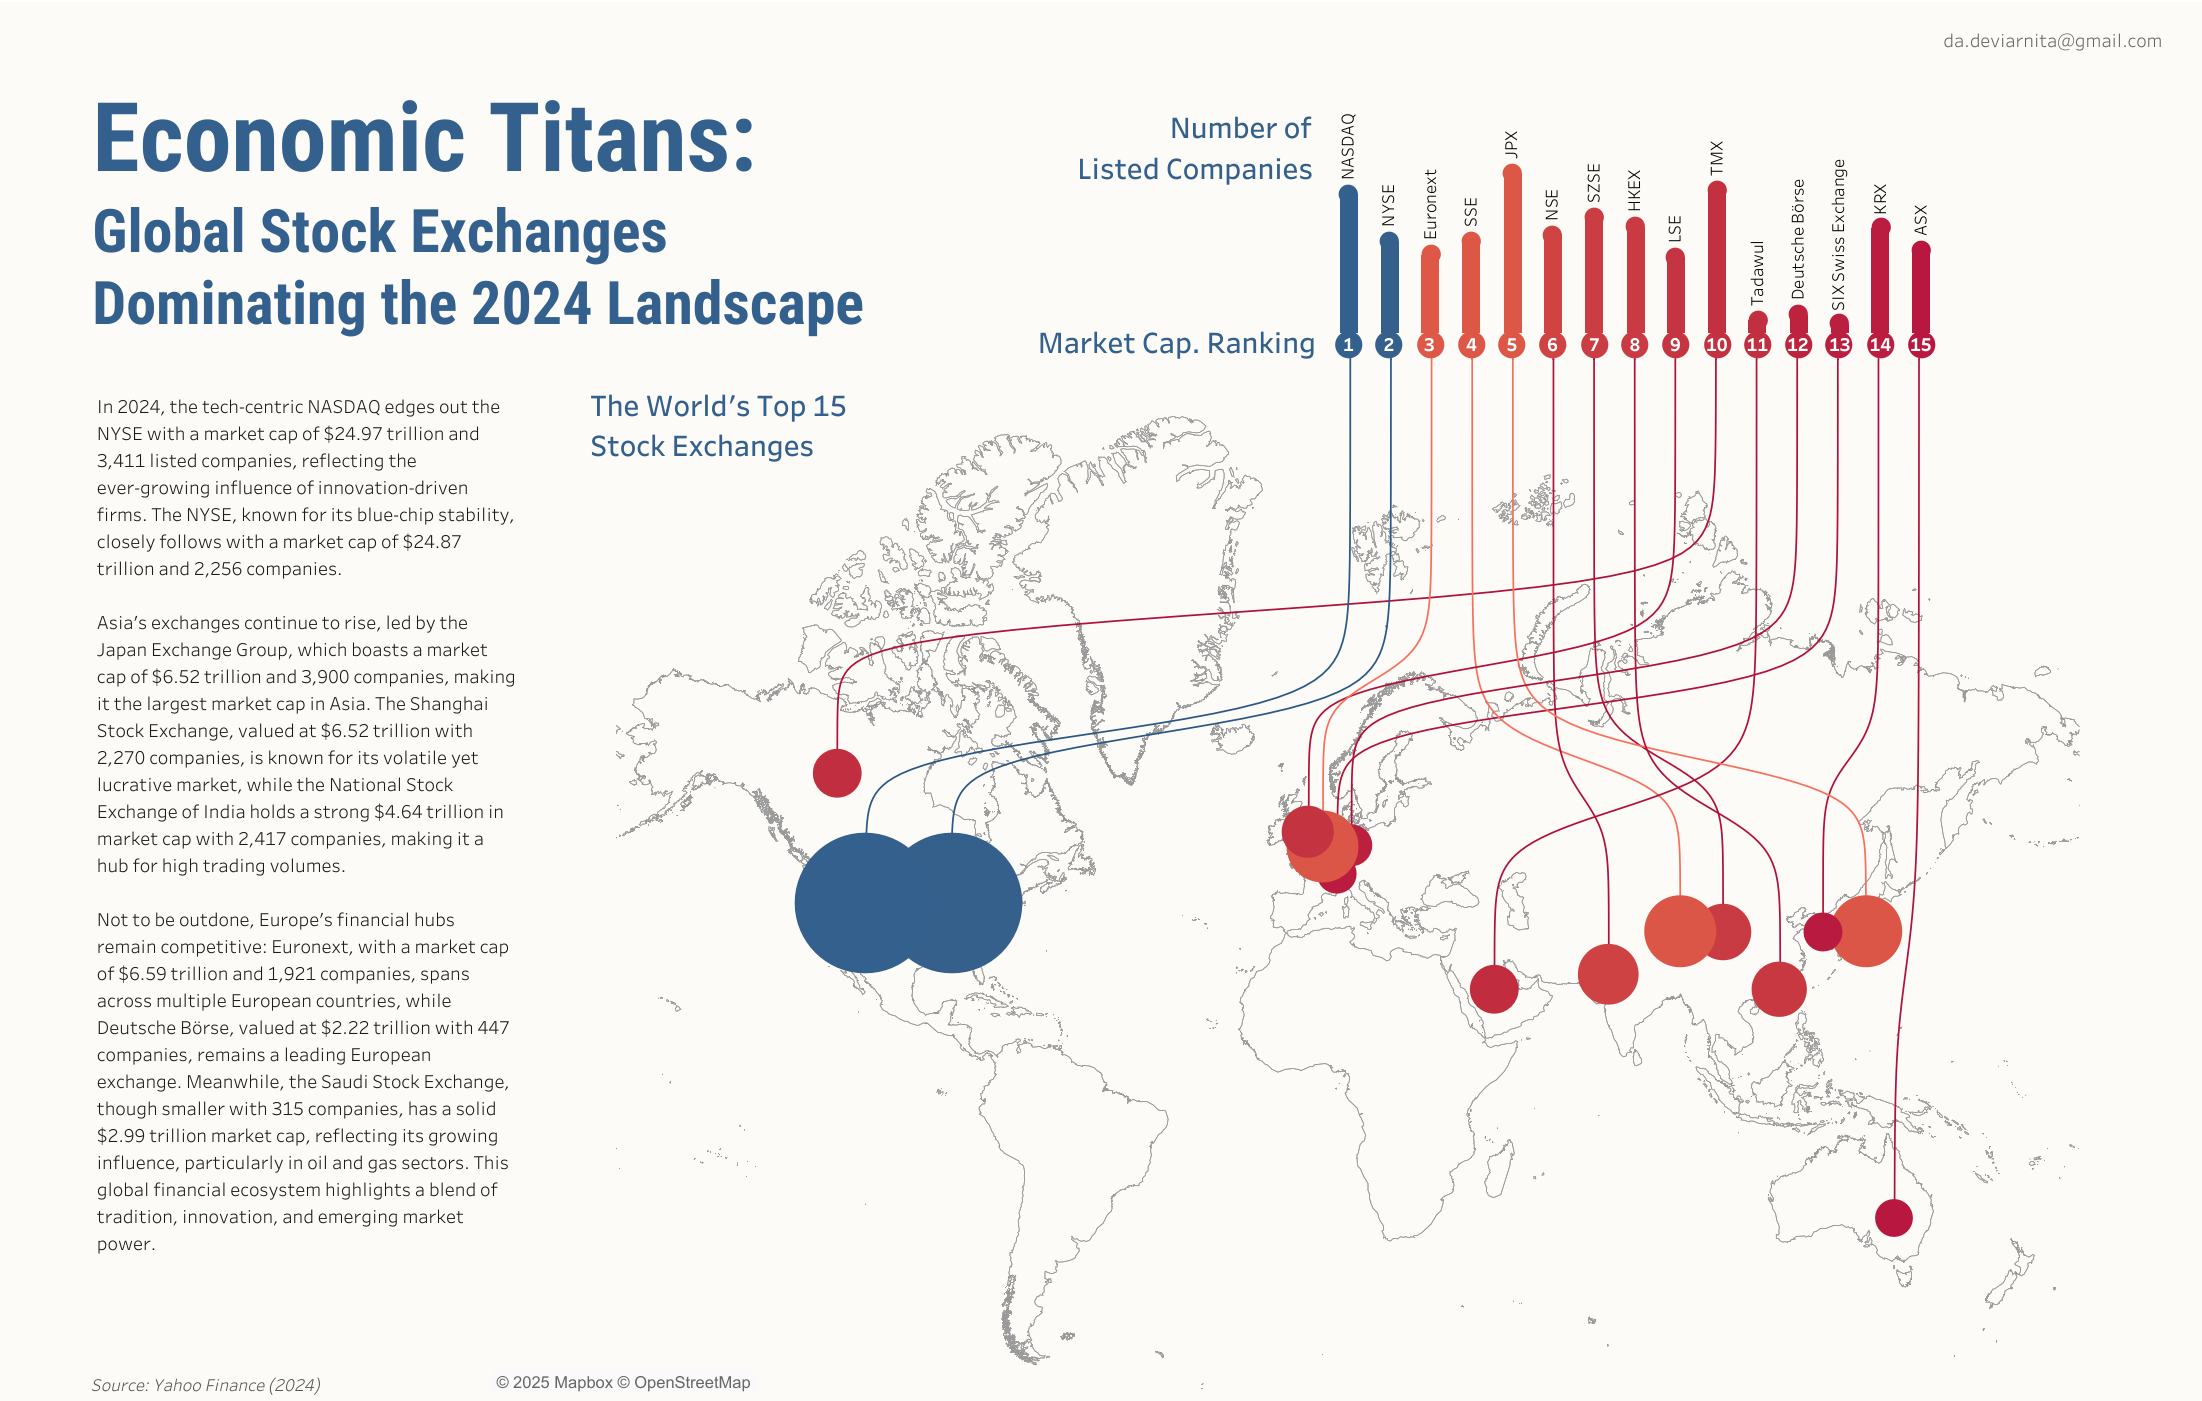 da.deviarnita@gmail.com
Economic Titans:
Global Stock Exchanges
Dominating the 2024 Landscape
In 2024, the tech-centric NASDAQ edges out the
NYSE with a market cap of $24.97 trillion and
3,411 listed companies, reflecting the
ever-growing influence of innovation-driven
firms. The NYSE, known for its blue-chip stability,
closely follows with a market cap of $24.87
trillion and 2,256 companies.
Asia’s exchanges continue to rise, led by the
Japan Exchange Group, which boasts a market
cap of $6.52 trillion and 3,900 companies, making
it the largest market cap in Asia. The Shanghai
Stock Exchange, valued at $6.52 trillion with
2,270 companies, is known for its volatile yet
lucrative market, while the National Stock
Exchange of India holds a strong $4.64 trillion in
market cap with 2,417 companies, making it a
hub for high trading volumes.
Not to be outdone, Europe’s financial hubs
remain competitive: Euronext, with a market cap
of $6.59 trillion and 1,921 companies, spans
across multiple European countries, while
Deutsche Börse, valued at $2.22 trillion with 447
companies, remains a leading European
exchange. Meanwhile, the Saudi Stock Exchange,
though smaller with 315 companies, has a solid
$2.99 trillion market cap, reflecting its growing
influence, particularly in oil and gas sectors. This
global financial ecosystem highlights a blend of
tradition, innovation, and emerging market
power.
The World’s Top 15
Stock Exchanges
Number of
Listed Companies
NASDAQ
NYSE
Euronext
SSE
JPX
NSE
SZSE
HKEX
LSE
TMX
Tadawul
Deutsche Börse
SIX Swiss Exchange
KRX
ASX
Market Cap. Ranking
1 2 3 4 5 6 7 8 9 10 11 12 13 14 15
Source: Yahoo Finance (2024)
© 2025 Mapbox © OpenStreetMap